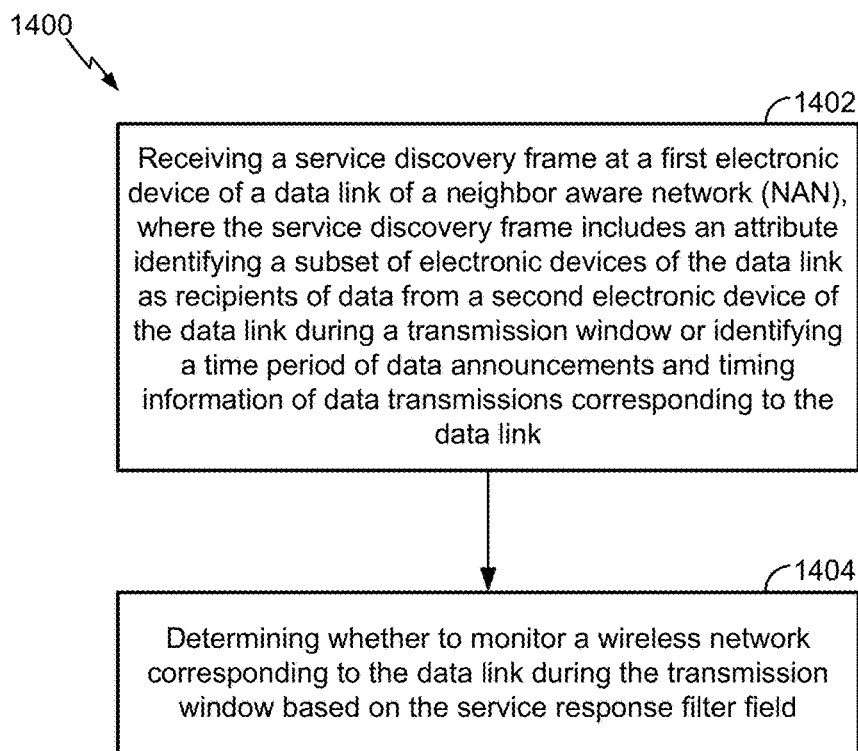 1400
1402
Receiving a service discovery frame at a first electronic
device of a data link of a neighbor aware network (NAN),
where the service discovery frame includes an attribute
identifying a subset of electronic devices of the data link
as recipients of data from a second electronic device of
the data link during a transmission window or identifying
a time period of data announcements and timing
information of data transmissions corresponding to the
data link
1404
Determining whether to monitor a wireless network
corresponding to the data link during the transmission
window based on the service response filter field